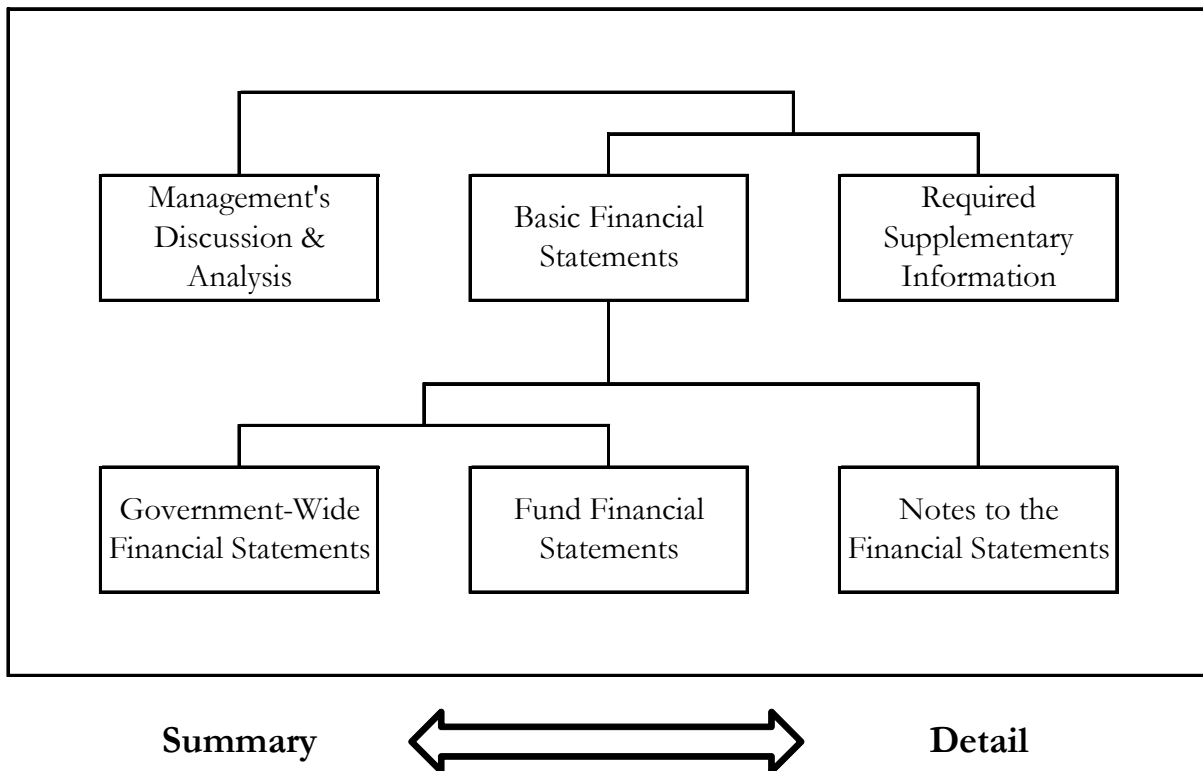 Management's
Discussion &
Analysis
Basic Financial
Statements
Required
Supplementary
Information
Government-Wide
Financial Statements
Fund Financial
Statements
Notes to the
Financial Statements
Summary
Detail